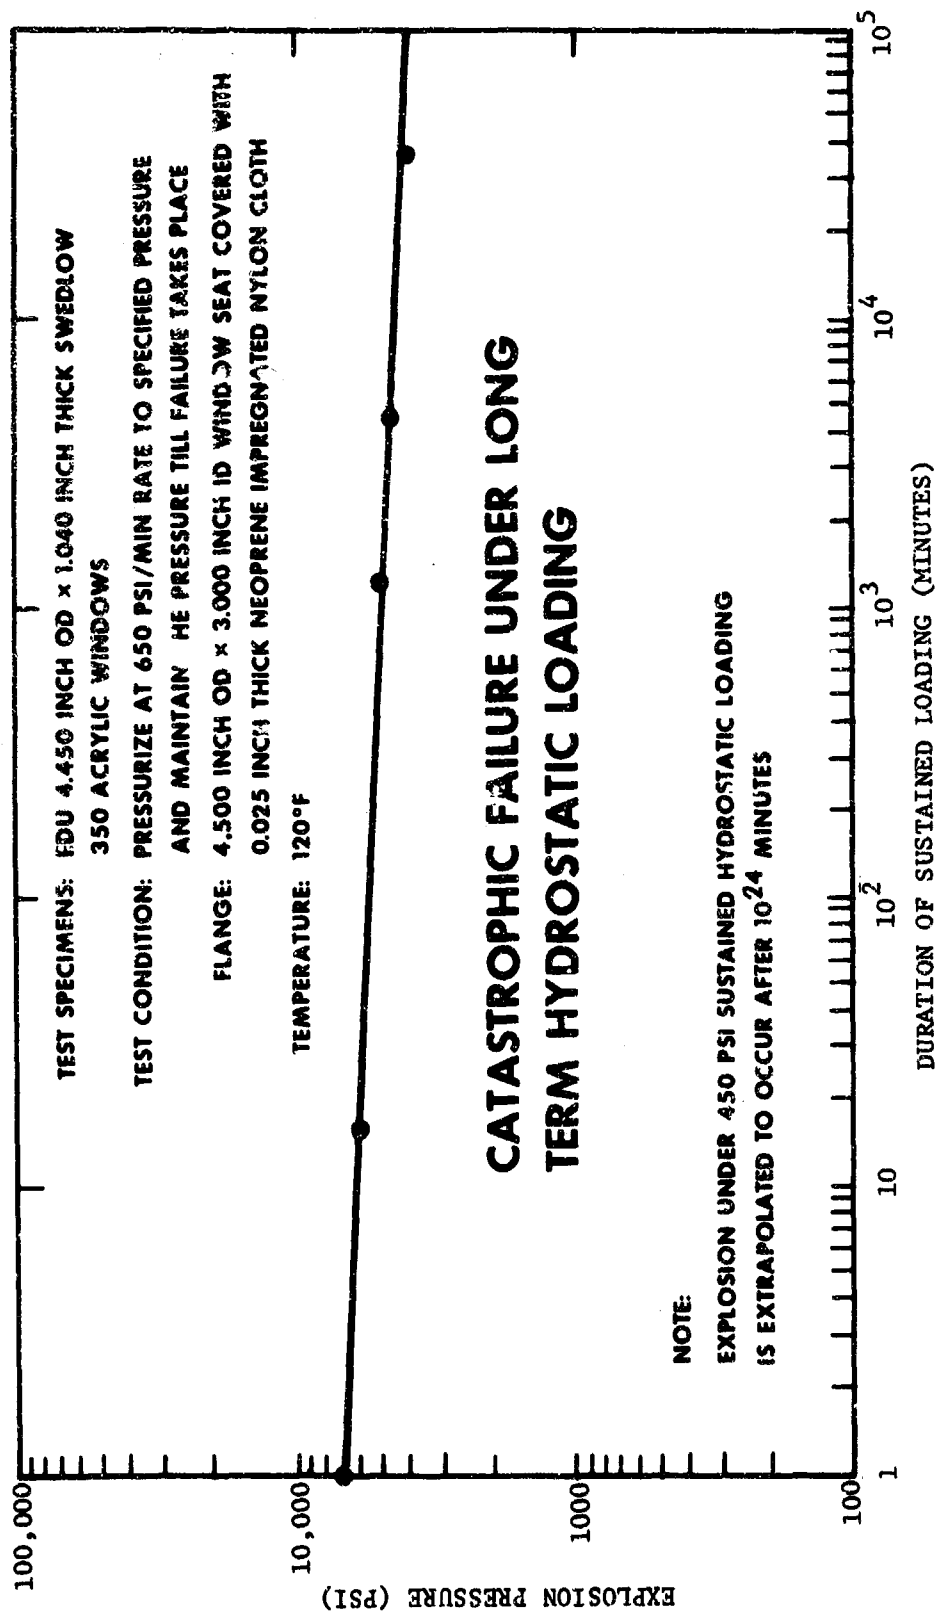 TEST SPECIMENS: EDU 4.450 INCH OD × 1.040 INCH THICK SWEDLOW
350 ACRYLIC WINDOWS
TEST CONDITION: PRESSURIZE AT 650 PSI/MIN RATE TO SPECIFIED PRESSURE
AND MAINTAIN HE PRESSURE TILL FAILURE TAKES PLACE
FLANGE: 4.500 INCH OD × 3.000 INCH ID WINDOW SEAT COVERED WITH
0.025 INCH THICK NEOPRENE IMPREGNATED NYLON CLOTH
TEMPERATURE: 120°F
CATASTROPHIC FAILURE UNDER LONG
TERM HYDROSTATIC LOADING
NOTE:
EXPLOSION UNDER 450 PSI SUSTAINED HYDROSTATIC LOADING
IS EXTRAPOLATED TO OCCUR AFTER 10²⁴ MINUTES
EXPLOSION PRESSURE (PSI)
100,000
10,000
1000
100
1 10 10² 10³ 10⁴ 10⁵
DURATION OF SUSTAINED LOADING (MINUTES)